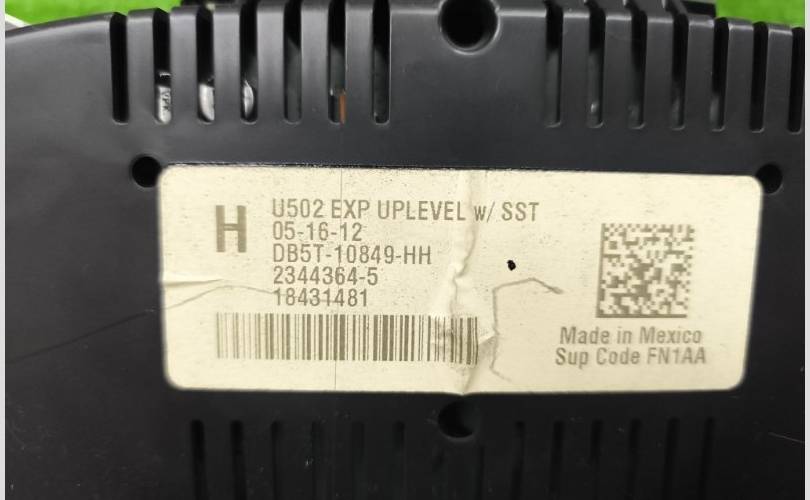 H
U502 EXP UPLEVEL w/ SST
05-16-12
DB5T-10849-HH
2344364-5
18431481
Made in Mexico
Sup Code FN1AA